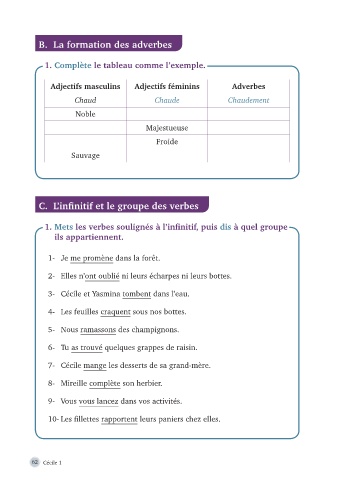 B. La formation des adverbes
1. Complète le tableau comme l'exemple.
Adjectifs masculins Adjectifs féminins Adverbes
Chaud Chaude Chaudement
Noble
Majestueuse
Froide
Sauvage
C. L'infinitif et le groupe des verbes
1. Mets les verbes soulignés à l'infinitif, puis dis à quel groupe
ils appartiennent.
1- Je me promène dans la forêt.
2- Elles n'ont oublié ni leurs écharpes ni leurs bottes.
3- Cécile et Yasmina tombent dans l'eau.
4- Les feuilles craquent sous nos bottes.
5- Nous ramassons des champignons.
6- Tu as trouvé quelques grappes de raisin.
7- Cécile mange les desserts de sa grand-mère.
8- Mireille complète son herbier.
9- Vous vous lancez dans vos activités.
10- Les fillettes rapportent leurs paniers chez elles.
62 Cécile 1